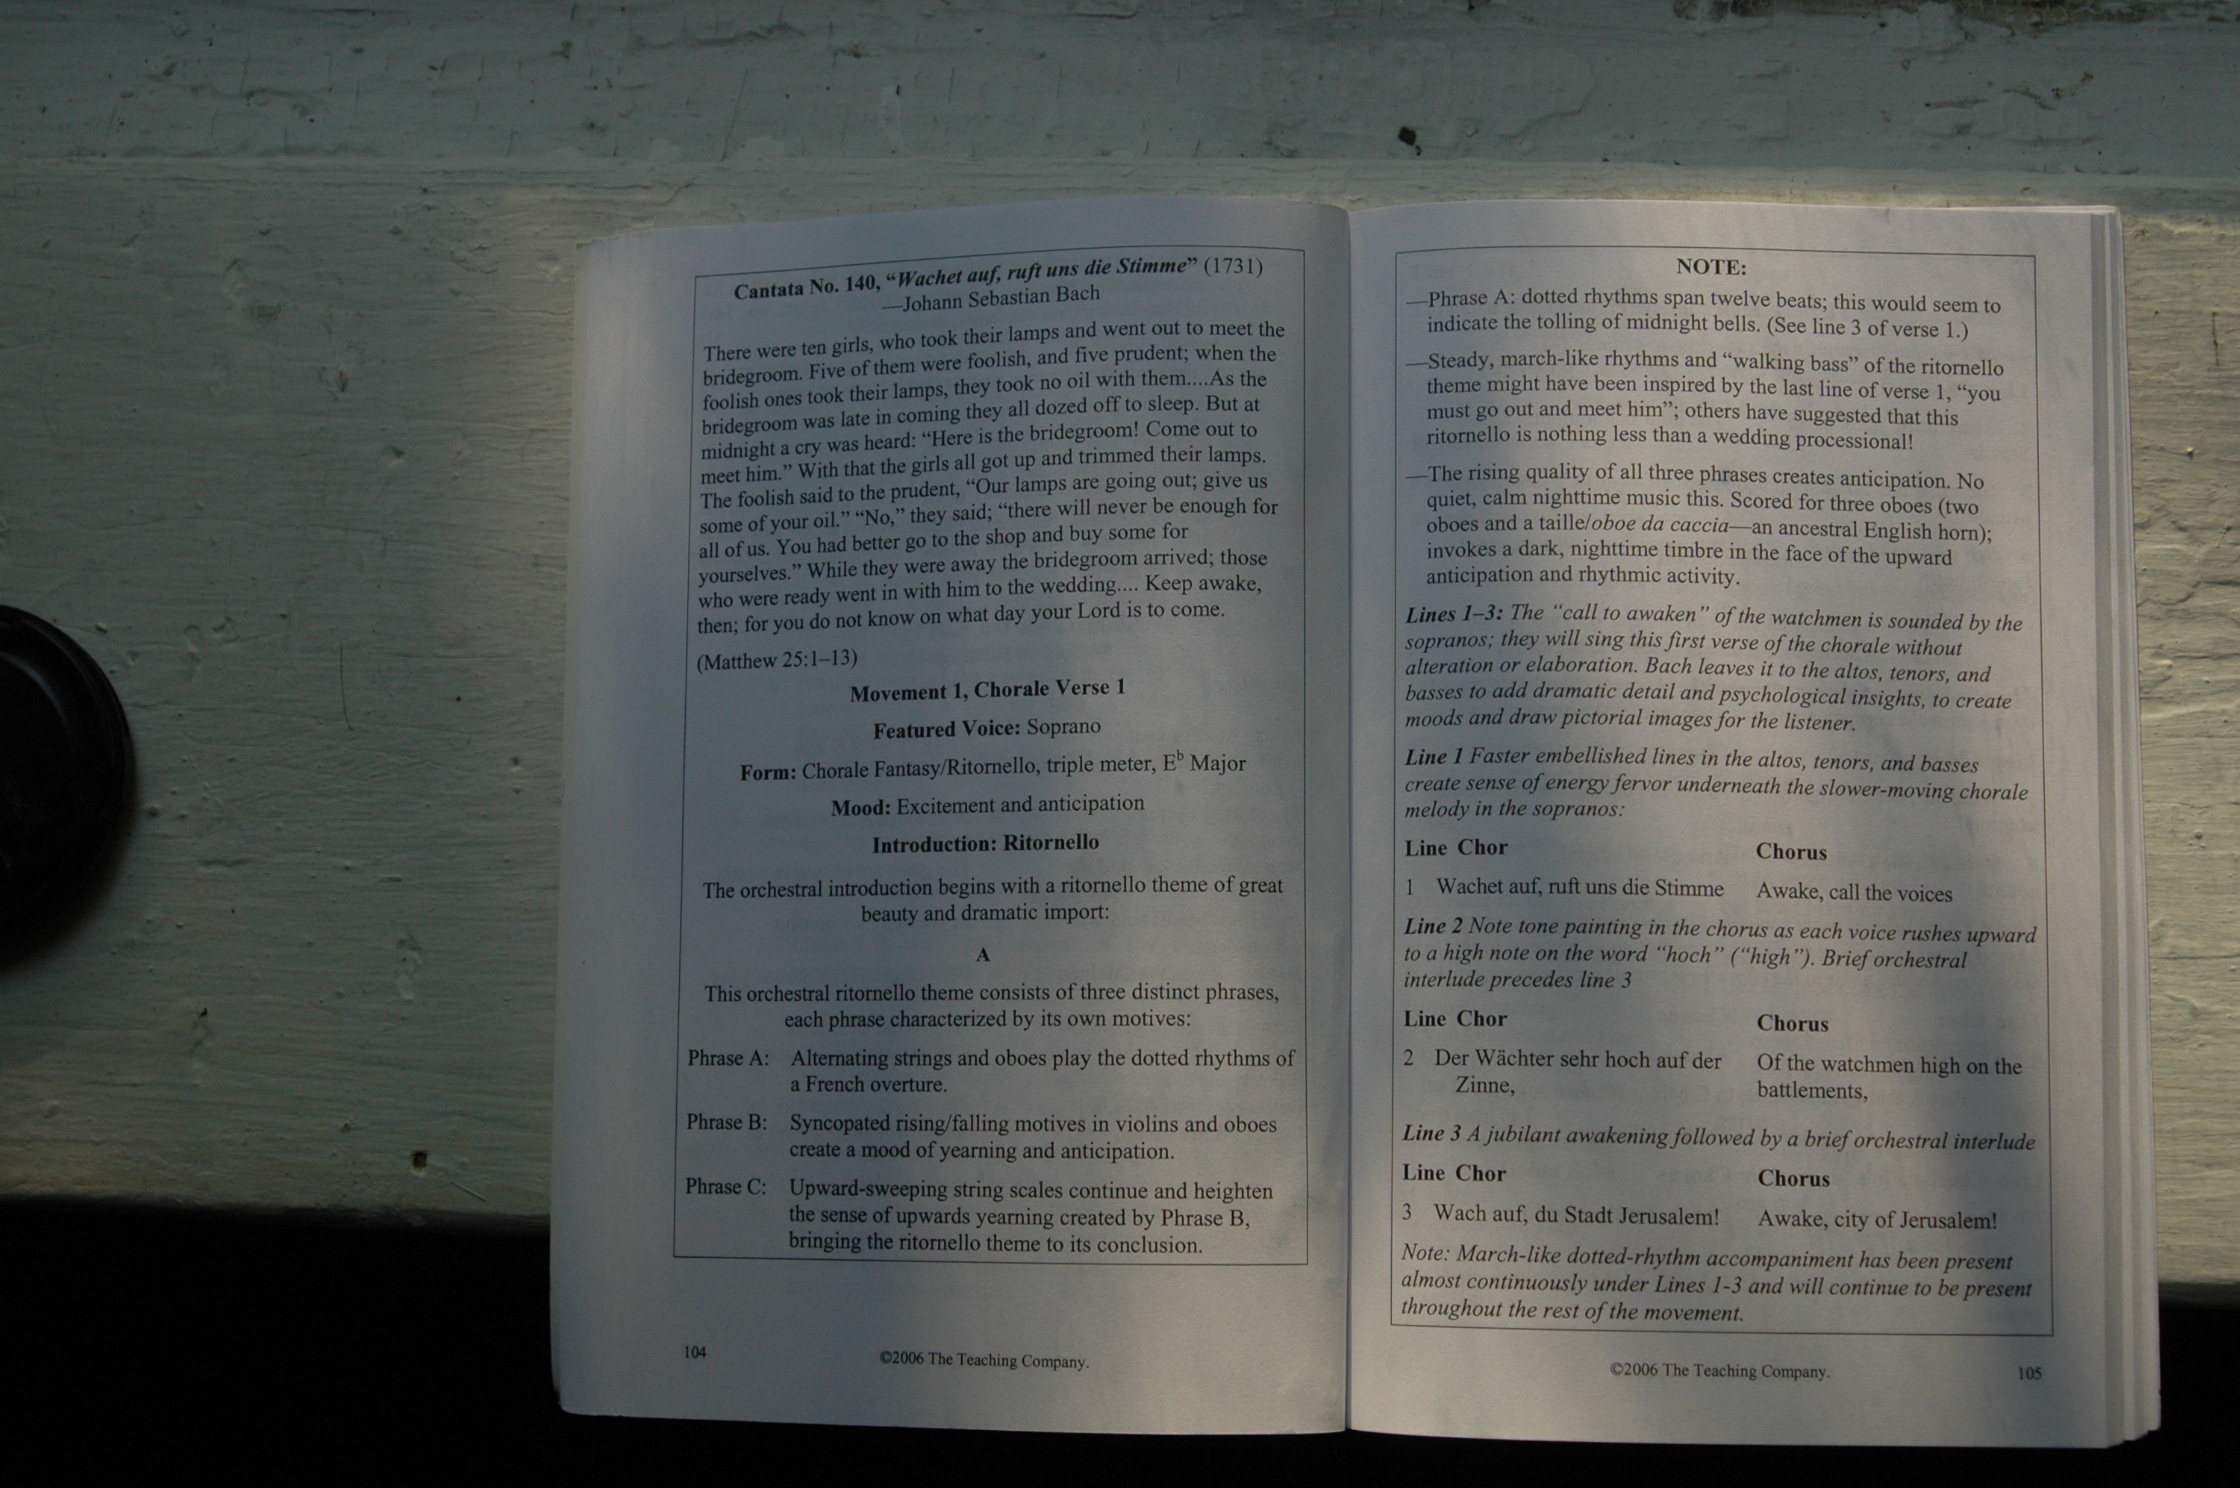 Cantata No. 140, “Wachet auf, ruft uns die Stimme” (1731)
—Johann Sebastian Bach
There were ten girls, who took their lamps and went out to meet the
bridegroom. Five of them were foolish, and five prudent; when the
foolish ones took their lamps, they took no oil with them....As the
bridegroom was late in coming they all dozed off to sleep. But at
midnight a cry was heard: “Here is the bridegroom! Come out to
meet him.” With that the girls all got up and trimmed their lamps.
The foolish said to the prudent, “Our lamps are going out; give us
some of your oil.” “No,” they said; “there will never be enough for
all of us. You had better go to the shop and buy some for
yourselves.” While they were away the bridegroom arrived; those
who were ready went in with him to the wedding.... Keep awake,
then; for you do not know on what day your Lord is to come.
(Matthew 25:1–13)
Movement 1, Chorale Verse 1
Featured Voice: Soprano
Form: Chorale Fantasy/Ritornello, triple meter, Eᵇ Major
Mood: Excitement and anticipation
Introduction: Ritornello
The orchestral introduction begins with a ritornello theme of great
beauty and dramatic import:
A
This orchestral ritornello theme consists of three distinct phrases,
each phrase characterized by its own motives:
Phrase A: Alternating strings and oboes play the dotted rhythms of
a French overture.
Phrase B: Syncopated rising/falling motives in violins and oboes
create a mood of yearning and anticipation.
Phrase C: Upward-sweeping string scales continue and heighten
the sense of upwards yearning created by Phrase B,
bringing the ritornello theme to its conclusion.
104
©2006 The Teaching Company.
NOTE:
—Phrase A: dotted rhythms span twelve beats; this would seem to
indicate the tolling of midnight bells. (See line 3 of verse 1.)
—Steady, march-like rhythms and “walking bass” of the ritornello
theme might have been inspired by the last line of verse 1, “you
must go out and meet him”; others have suggested that this
ritornello is nothing less than a wedding processional!
—The rising quality of all three phrases creates anticipation. No
quiet, calm nighttime music this. Scored for three oboes (two
oboes and a taille/oboe da caccia—an ancestral English horn);
invokes a dark, nighttime timbre in the face of the upward
anticipation and rhythmic activity.
Lines 1–3: The “call to awaken” of the watchmen is sounded by the
sopranos; they will sing this first verse of the chorale without
alteration or elaboration. Bach leaves it to the altos, tenors, and
basses to add dramatic detail and psychological insights, to create
moods and draw pictorial images for the listener.
Line 1 Faster embellished lines in the altos, tenors, and basses
create sense of energy fervor underneath the slower-moving chorale
melody in the sopranos:
Line Chor Chorus
1 Wachet auf, ruft uns die Stimme Awake, call the voices
Line 2 Note tone painting in the chorus as each voice rushes upward
to a high note on the word “hoch” (“high”). Brief orchestral
interlude precedes line 3
Line Chor Chorus
2 Der Wächter sehr hoch auf der Of the watchmen high on the
Zinne, battlements,
Line 3 A jubilant awakening followed by a brief orchestral interlude
Line Chor Chorus
3 Wach auf, du Stadt Jerusalem! Awake, city of Jerusalem!
Note: March-like dotted-rhythm accompaniment has been present
almost continuously under Lines 1-3 and will continue to be present
throughout the rest of the movement.
©2006 The Teaching Company.
105